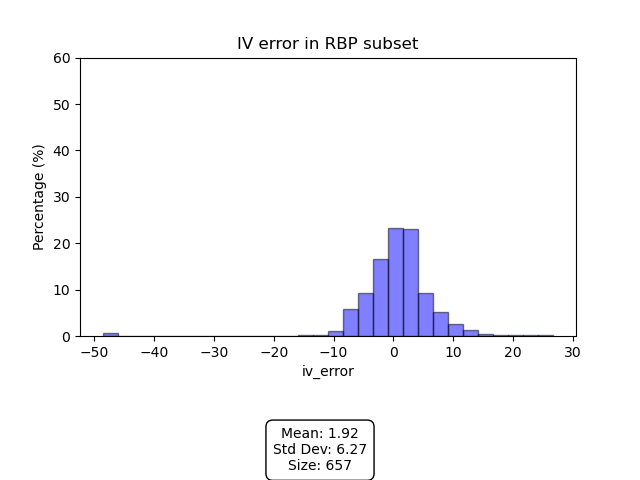 IV error in RBP subset
60
50
40
30
20
10
0
Percentage (%)
−50 −40 −30 −20 −10 0 10 20 30
iv_error
Mean: 1.92
Std Dev: 6.27
Size: 657